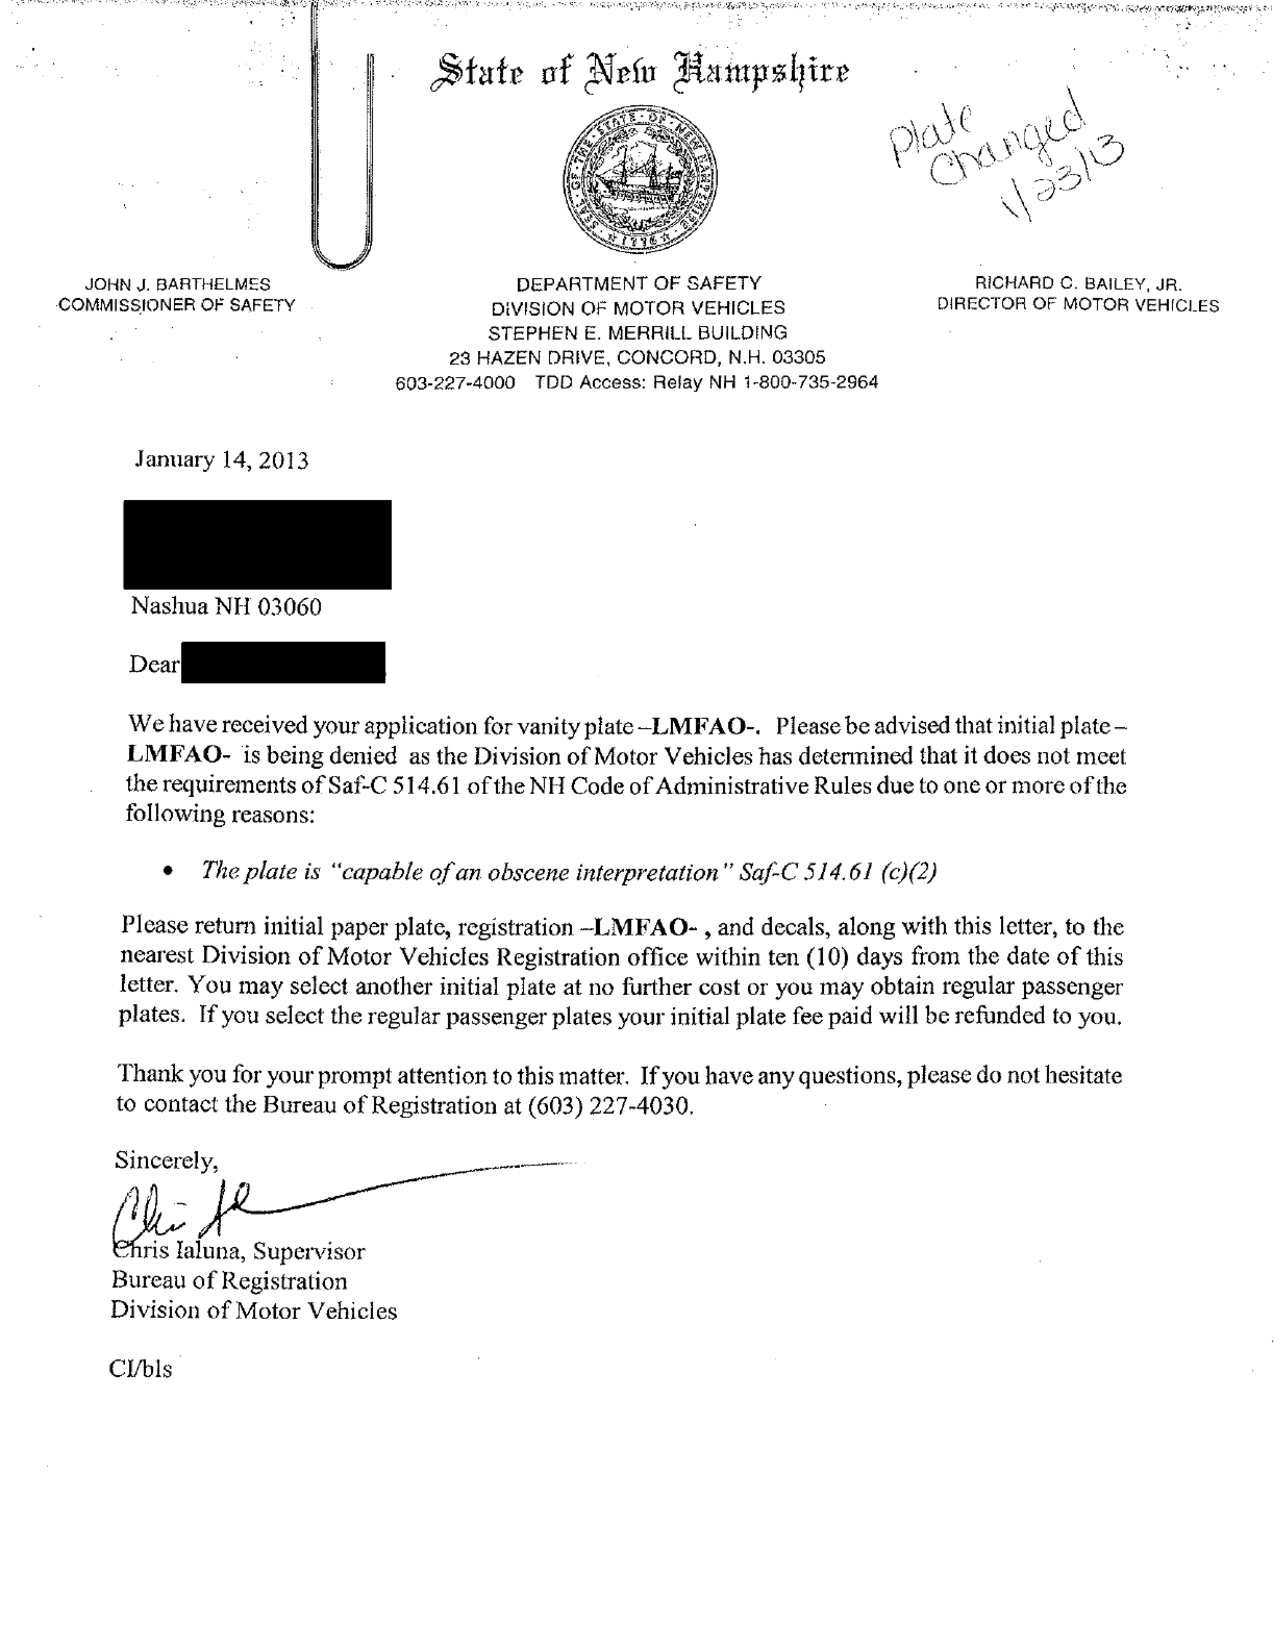 State of New Hampshire
SEAL · OF · THE · STATE · OF · NEW HAMPSHIRE
1776
Plate
Changed
1/23/13
JOHN J. BARTHELMES
COMMISSIONER OF SAFETY
DEPARTMENT OF SAFETY
DIVISION OF MOTOR VEHICLES
STEPHEN E. MERRILL BUILDING
23 HAZEN DRIVE, CONCORD, N.H. 03305
603-227-4000 TDD Access: Relay NH 1-800-735-2964
RICHARD C. BAILEY, JR.
DIRECTOR OF MOTOR VEHICLES
January 14, 2013
Nashua NH 03060
Dear
We have received your application for vanity plate –LMFAO-. Please be advised that initial plate –
LMFAO- is being denied as the Division of Motor Vehicles has determined that it does not meet
the requirements of Saf-C 514.61 of the NH Code of Administrative Rules due to one or more of the
following reasons:
• The plate is “capable of an obscene interpretation” Saf-C 514.61 (c)(2)
Please return initial paper plate, registration –LMFAO- , and decals, along with this letter, to the
nearest Division of Motor Vehicles Registration office within ten (10) days from the date of this
letter. You may select another initial plate at no further cost or you may obtain regular passenger
plates. If you select the regular passenger plates your initial plate fee paid will be refunded to you.
Thank you for your prompt attention to this matter. If you have any questions, please do not hesitate
to contact the Bureau of Registration at (603) 227-4030.
Sincerely,
Chris Ialuna, Supervisor
Bureau of Registration
Division of Motor Vehicles
CI/bls